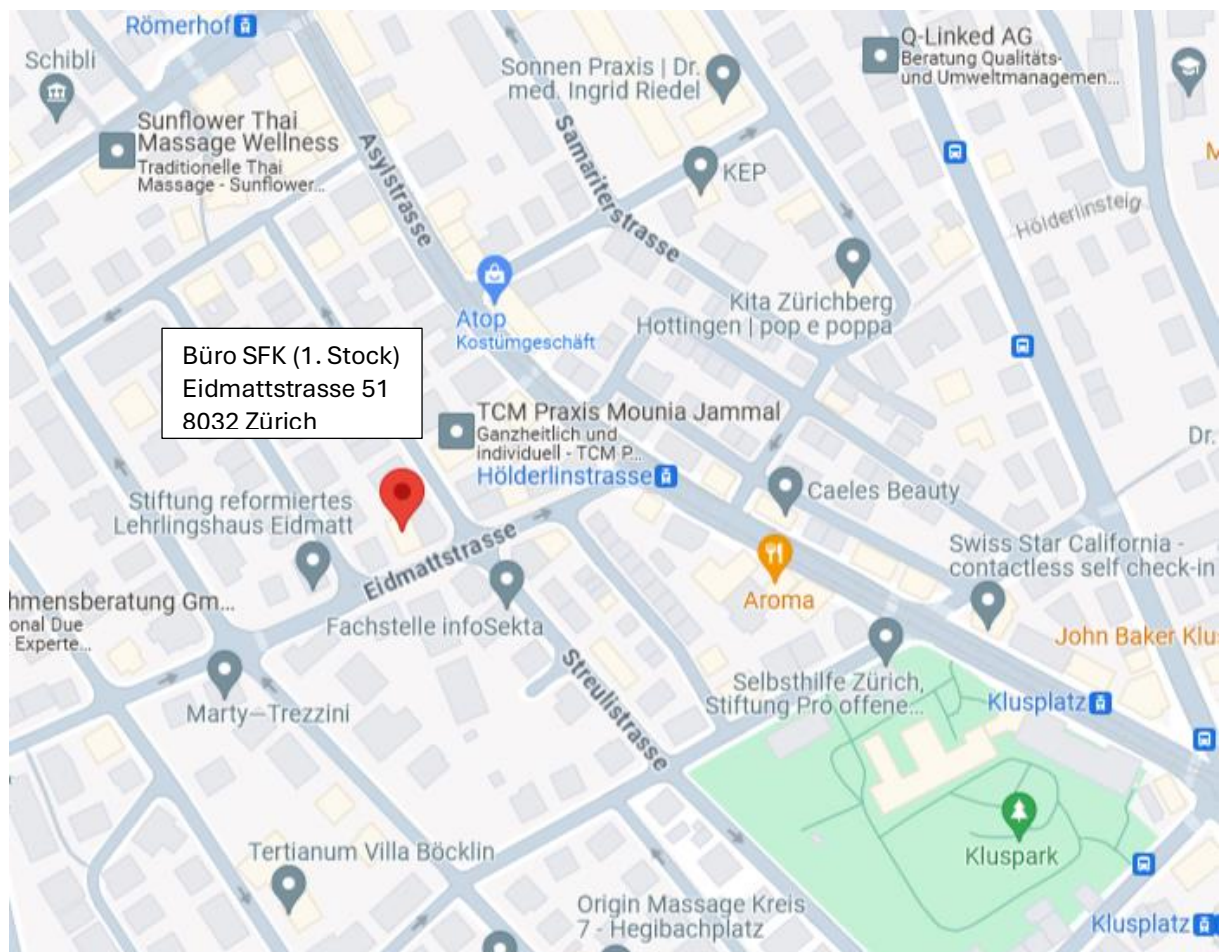 Römerhof
Schibli
Sunflower Thai
Massage Wellness
Traditionelle Thai
Massage - Sunflower...
Asylstrasse
Sonnen Praxis | Dr.
med. Ingrid Riedel
Samariterstrasse
KEP
Q-Linked AG
Beratung Qualitäts-
und Umweltmanagemen...
M
Hölderlinsteig
Atop
Kostümgeschäft
Kita Zürichberg
Hottingen | pop e poppa
Büro SFK (1. Stock)
Eidmattstrasse 51
8032 Zürich
TCM Praxis Mounia Jammal
Ganzheitlich und
individuell - TCM P...
Hölderlinstrasse
Dr.
Caeles Beauty
Stiftung reformiertes
Lehrlingshaus Eidmatt
Eidmattstrasse
Swiss Star California -
contactless self check-in
Aroma
hmensberatung Gm...
onal Due
Experte...
Fachstelle infoSekta
John Baker Klu
Streulistrasse
Selbsthilfe Zürich,
Stiftung Pro offene...
Klusplatz
Marty–Trezzini
Kluspark
Tertianum Villa Böcklin
Origin Massage Kreis
7 - Hegibachplatz
Klusplatz